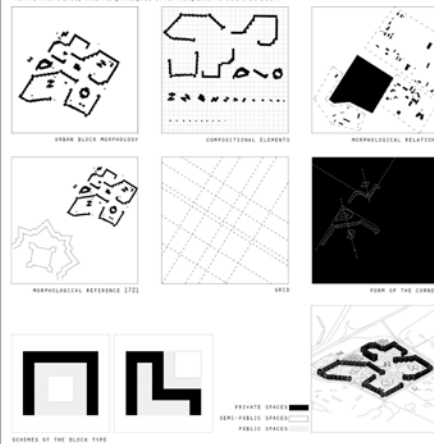 URBAN BLOCK MORPHOLOGY
COMPOSITIONAL ELEMENTS
MORPHOLOGICAL RELATION
MORPHOLOGICAL REFERENCE 1721
GRID
FORM OF THE CORNE
PRIVATE SPACES
SEMI-PUBLIC SPACES
PUBLIC SPACES
SCHEMES OF THE BLOCK TYPE